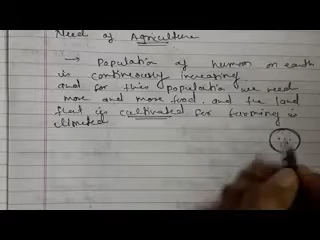 Need of Agriculture
→ Population of human on earth
is continuously increasing
and for this population we need
more and more food. and the land
that is cultivated for farming is
limited